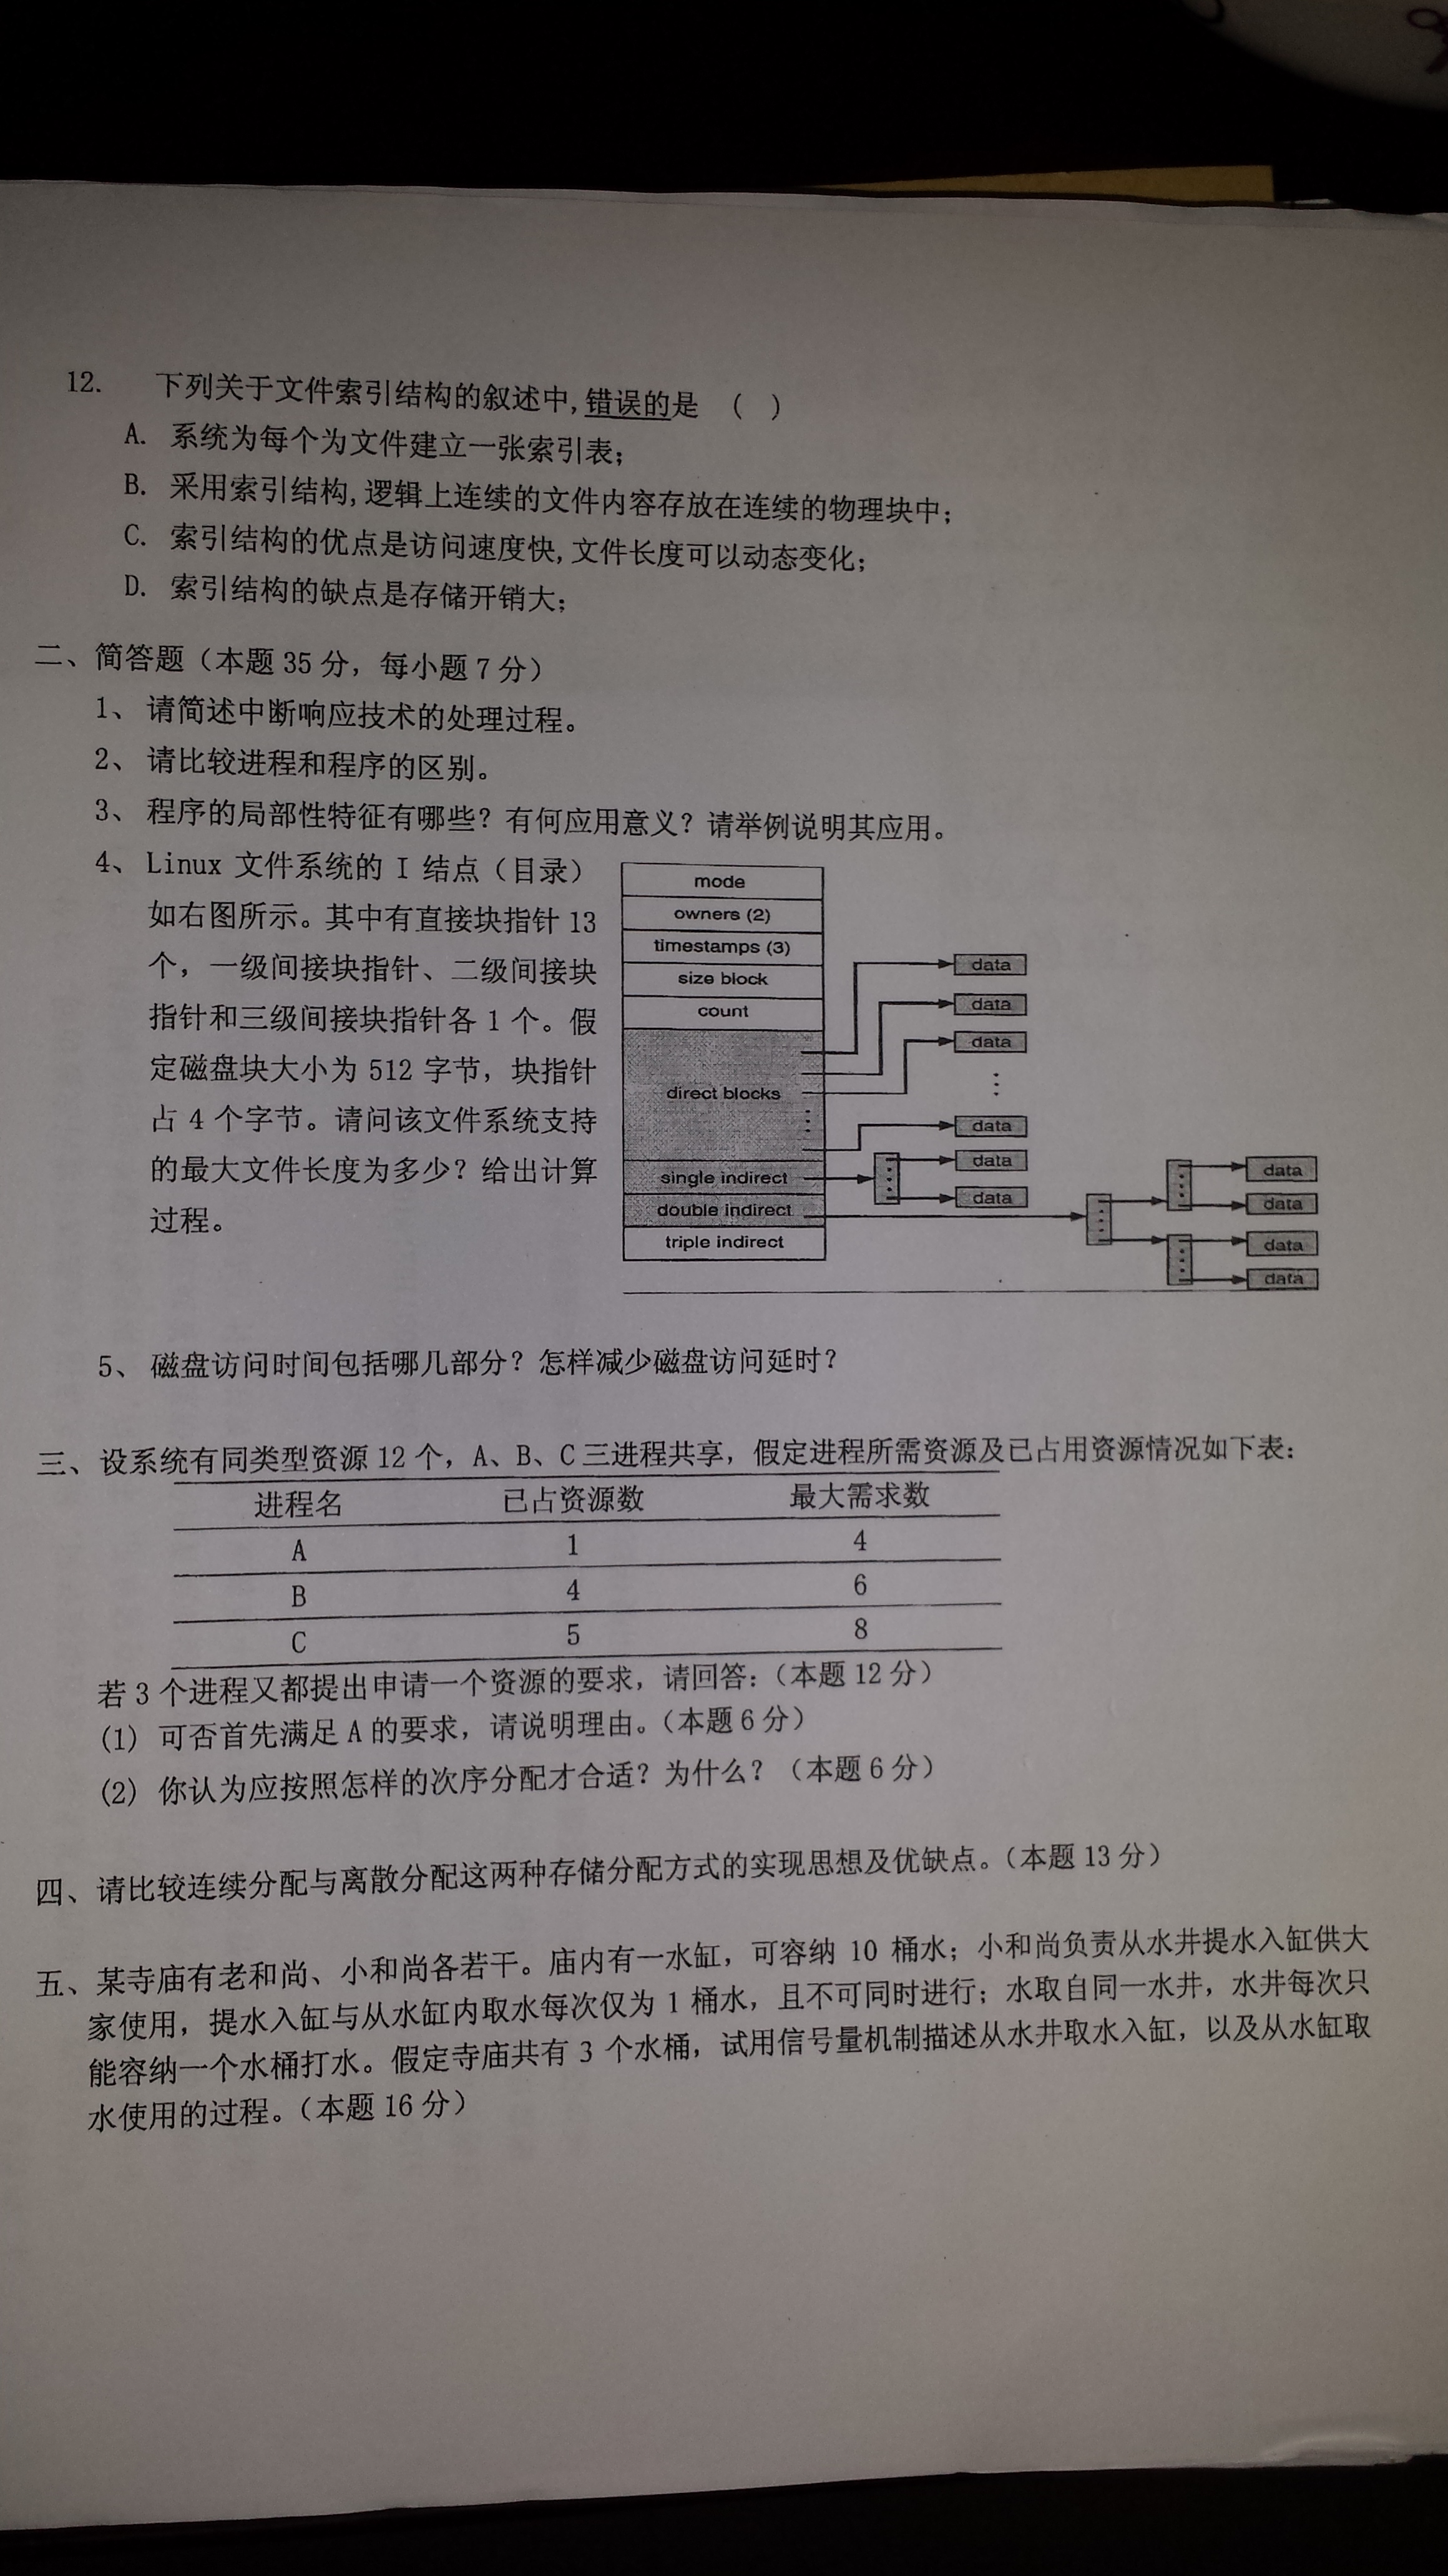 12. 下列关于文件索引结构的叙述中,错误的是 ( )
A. 系统为每个为文件建立一张索引表;
B. 采用索引结构,逻辑上连续的文件内容存放在连续的物理块中;
C. 索引结构的优点是访问速度快,文件长度可以动态变化;
D. 索引结构的缺点是存储开销大;
二、简答题（本题 35 分，每小题 7 分）
1、 请简述中断响应技术的处理过程。
2、 请比较进程和程序的区别。
3、 程序的局部性特征有哪些？有何应用意义？请举例说明其应用。
4、 Linux 文件系统的 I 结点（目录）
如右图所示。其中有直接块指针 13
个，一级间接块指针、二级间接块
指针和三级间接块指针各 1 个。假
定磁盘块大小为 512 字节，块指针
占 4 个字节。请问该文件系统支持
的最大文件长度为多少？给出计算
过程。
mode
owners (2)
timestamps (3)
size block
count
direct blocks
single indirect
double indirect
triple indirect
data
data
data
data
data
data
data
data
data
data
5、 磁盘访问时间包括哪几部分？怎样减少磁盘访问延时？
三、设系统有同类型资源 12 个，A、B、C 三进程共享，假定进程所需资源及已占用资源情况如下表：
进程名 已占资源数 最大需求数
A 1 4
B 4 6
C 5 8
若 3 个进程又都提出申请一个资源的要求，请回答：（本题 12 分）
(1) 可否首先满足 A 的要求，请说明理由。（本题 6 分）
(2) 你认为应按照怎样的次序分配才合适？为什么？（本题 6 分）
四、请比较连续分配与离散分配这两种存储分配方式的实现思想及优缺点。（本题 13 分）
五、某寺庙有老和尚、小和尚各若干。庙内有一水缸，可容纳 10 桶水；小和尚负责从水井提水入缸供大
家使用，提水入缸与从水缸内取水每次仅为 1 桶水，且不可同时进行；水取自同一水井，水井每次只
能容纳一个水桶打水。假定寺庙共有 3 个水桶，试用信号量机制描述从水井取水入缸，以及从水缸取
水使用的过程。（本题 16 分）